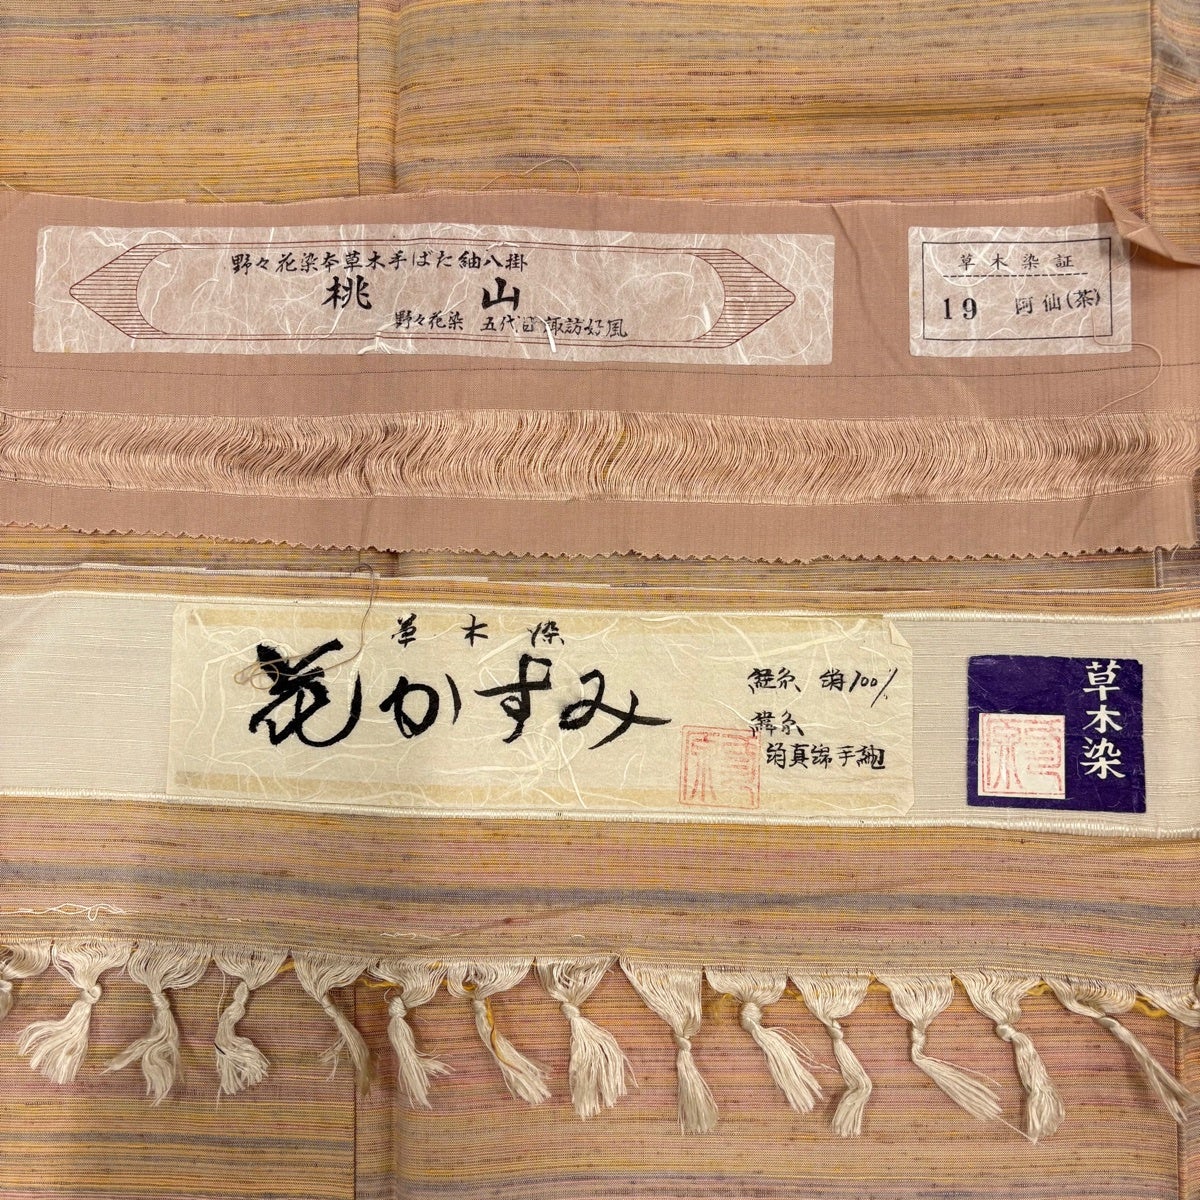 野々花染本草木手ばた紬八掛
桃山
野々花染 五代目 諏訪好風
草木染証
19 阿仙(茶)
草木染
花かすみ
経糸 絹100%
緯糸
絹真綿手紬
草木染